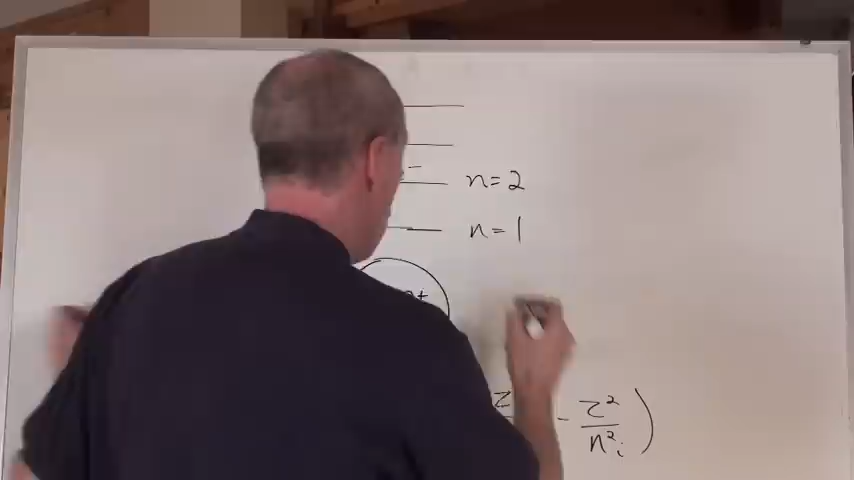 n=2
n=1
+
z
- z²/n²ᵢ )